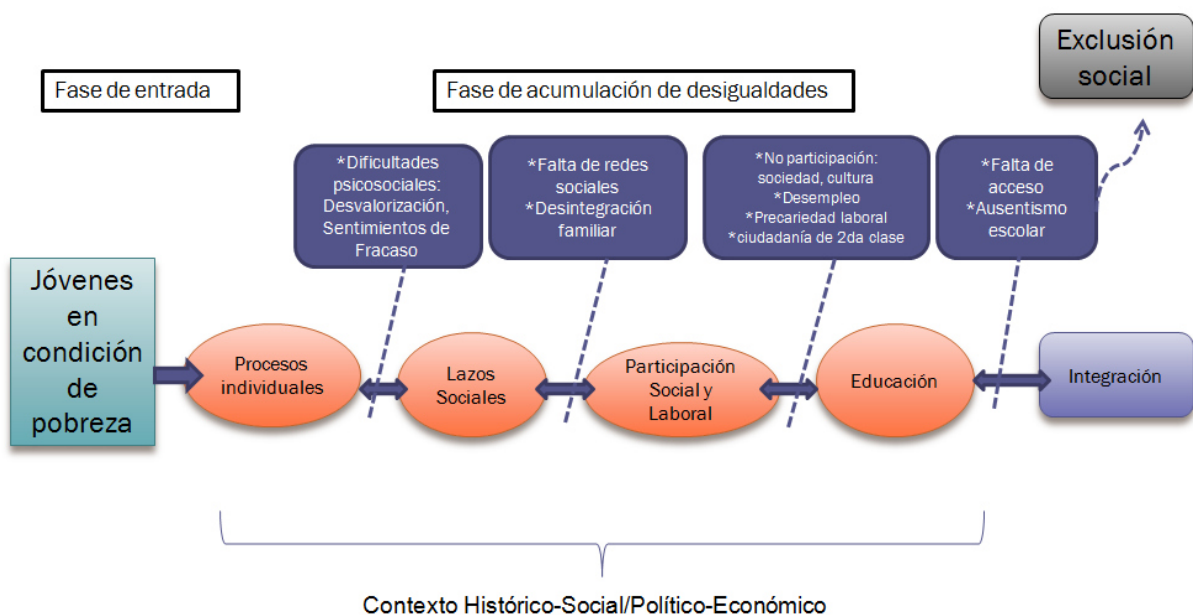 Exclusión
social
Fase de entrada
Fase de acumulación de desigualdades
*Dificultades
psicosociales:
Desvalorización,
Sentimientos de
Fracaso
*Falta de redes
sociales
*Desintegración
familiar
*No participación:
sociedad, cultura
*Desempleo
*Precariedad laboral
*ciudadanía de 2da clase
*Falta de
acceso
*Ausentismo
escolar
Jóvenes
en
condición
de
pobreza
Procesos
individuales
Lazos
Sociales
Participación
Social y
Laboral
Educación
Integración
Contexto Histórico-Social/Político-Económico